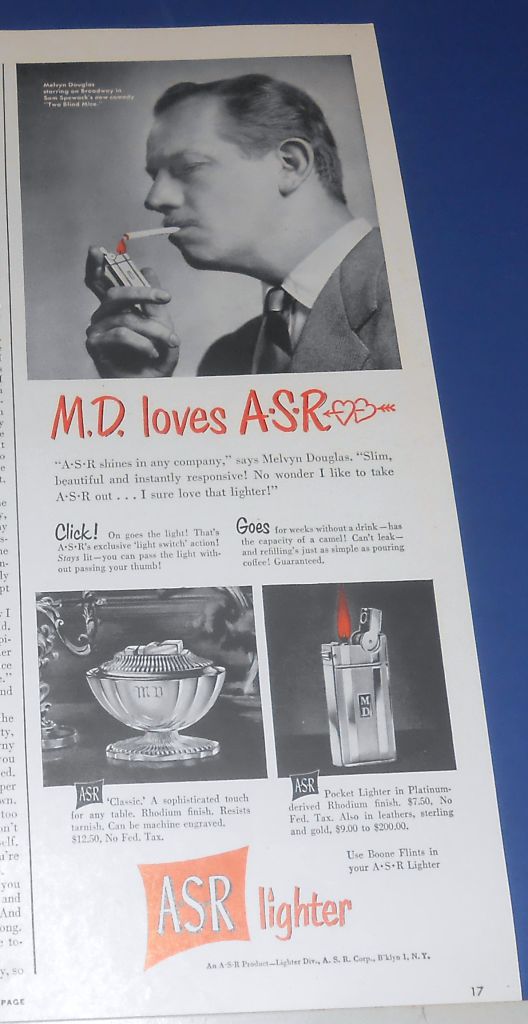 Melvyn Douglas
starring on Broadway in
Sam Spewack's new comedy
"Two Blind Mice."
M.D. loves A·S·R
"A·S·R shines in any company," says Melvyn Douglas. "Slim,
beautiful and instantly responsive! No wonder I like to take
A·S·R out . . . I sure love that lighter!"
Click! On goes the light! That's
A·S·R's exclusive 'light switch' action!
Stays lit—you can pass the light with-
out passing your thumb!
Goes for weeks without a drink—has
the capacity of a camel! Can't leak—
and refilling's just as simple as pouring
coffee! Guaranteed.
MD
M
D
ASR 'Classic.' A sophisticated touch
for any table. Rhodium finish. Resists
tarnish. Can be machine engraved.
$12.50, No Fed. Tax.
ASR Pocket Lighter in Platinum-
derived Rhodium finish. $7.50, No
Fed. Tax. Also in leathers, sterling
and gold, $9.00 to $200.00.
Use Boone Flints in
your A·S·R Lighter
ASR lighter
An A·S·R Product—Lighter Div., A. S. R. Corp., B'klyn 1, N. Y.
17
PAGE